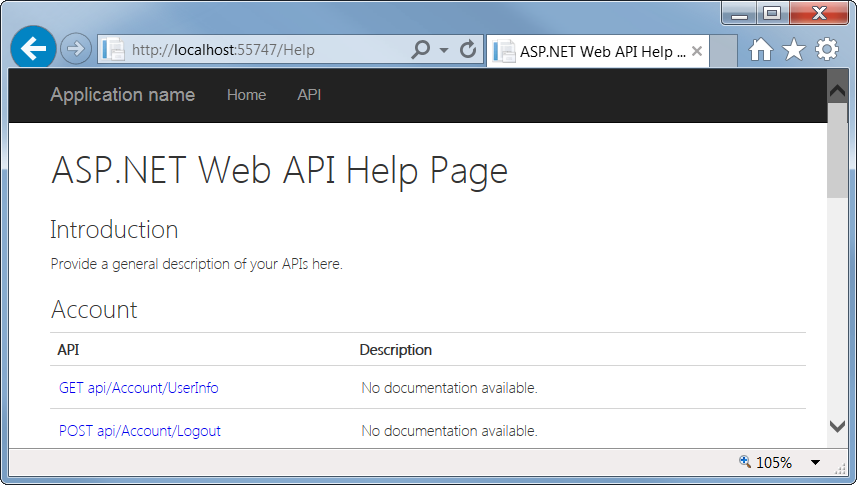 http://localhost:55747/Help
ASP.NET Web API Help ...
Application name Home API
ASP.NET Web API Help Page
Introduction
Provide a general description of your APIs here.
Account
API Description
GET api/Account/UserInfo No documentation available.
POST api/Account/Logout No documentation available.
105%